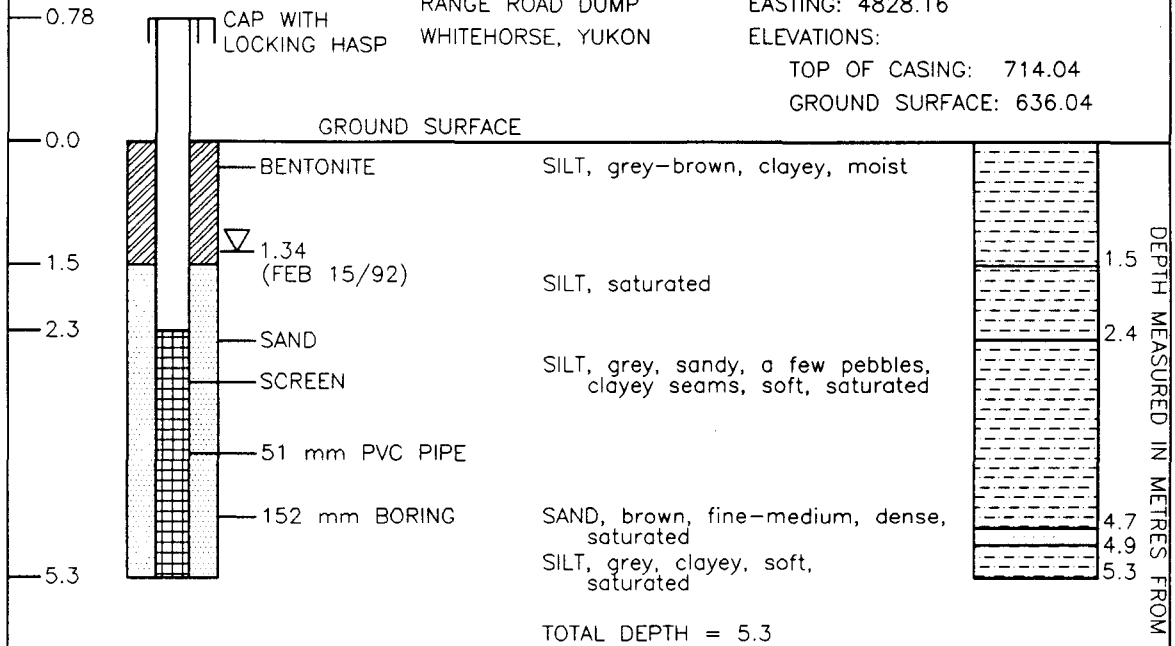 0.78
CAP WITH
LOCKING HASP
RANGE ROAD DUMP
WHITEHORSE, YUKON
EASTING: 4828.16
ELEVATIONS:
TOP OF CASING: 714.04
GROUND SURFACE: 636.04
0.0
GROUND SURFACE
BENTONITE
1.34
(FEB 15/92)
1.5
2.3
SAND
SCREEN
51 mm PVC PIPE
152 mm BORING
5.3
SILT, grey-brown, clayey, moist
SILT, saturated
SILT, grey, sandy, a few pebbles,
clayey seams, soft, saturated
SAND, brown, fine-medium, dense,
saturated
SILT, grey, clayey, soft,
saturated
TOTAL DEPTH = 5.3
1.5
2.4
4.7
4.9
5.3
DEPTH MEASURED IN METRES FROM